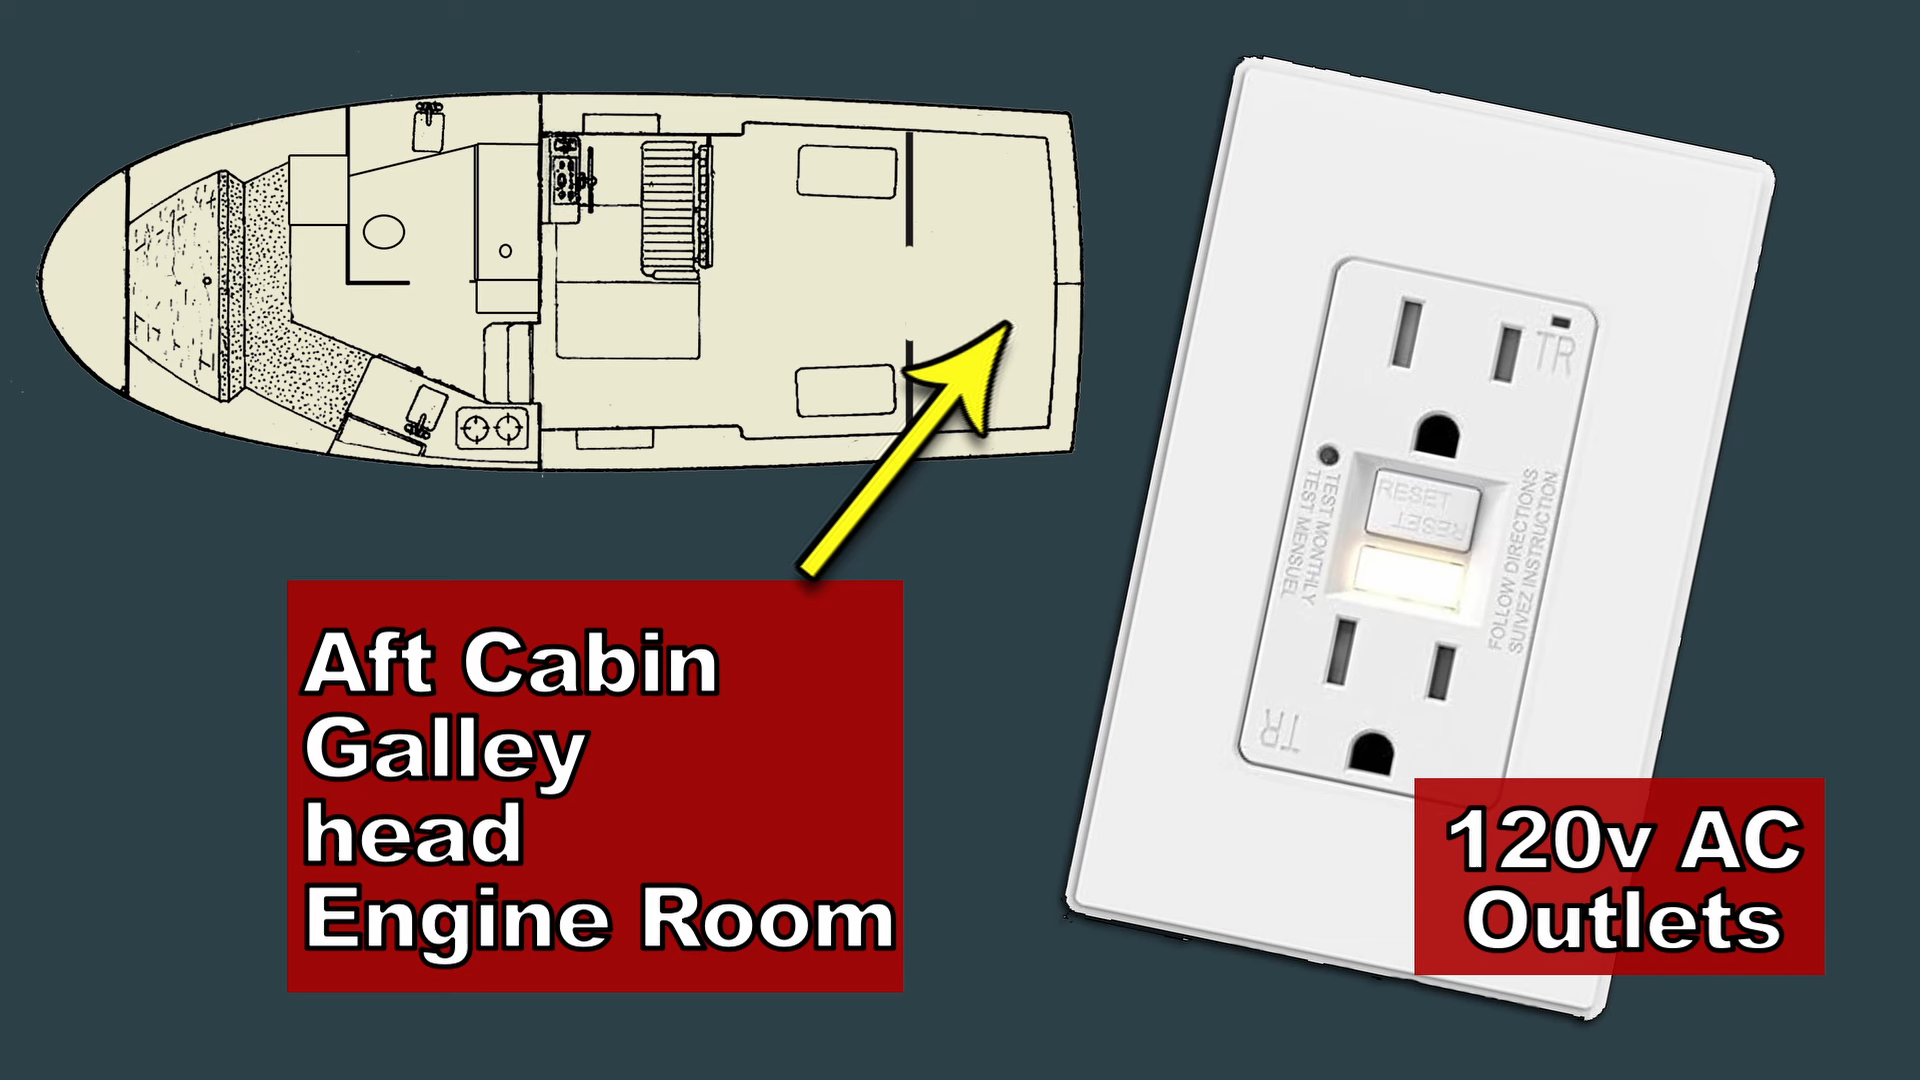 Aft Cabin
Galley
head
Engine Room
TR
RESET
RESET
TEST MONTHLY
TEST MENSUEL
FOLLOW DIRECTIONS
SUIVEZ INSTRUCTION
TR
120v AC
Outlets